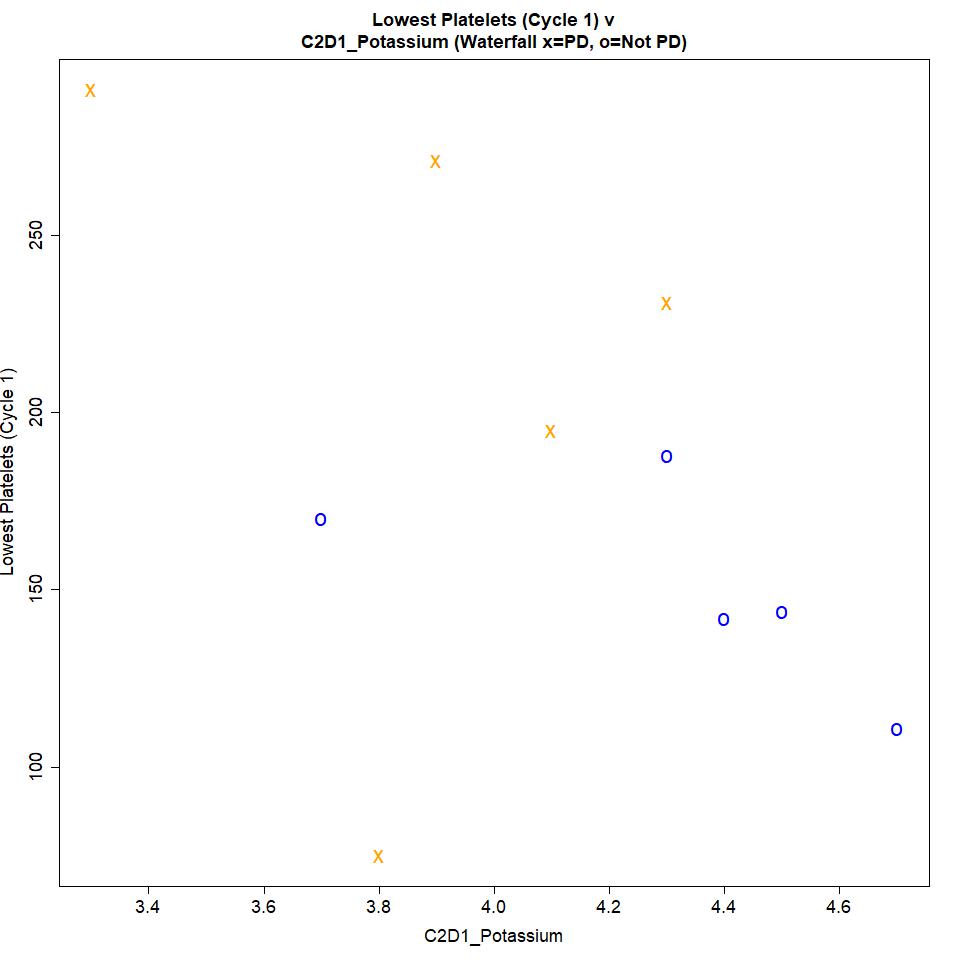 Lowest Platelets (Cycle 1) v
C2D1_Potassium (Waterfall x=PD, o=Not PD)
Lowest Platelets (Cycle 1)
250
200
150
100
x
x
x
x
o
o
o
o
o
x
3.4 3.6 3.8 4.0 4.2 4.4 4.6
C2D1_Potassium